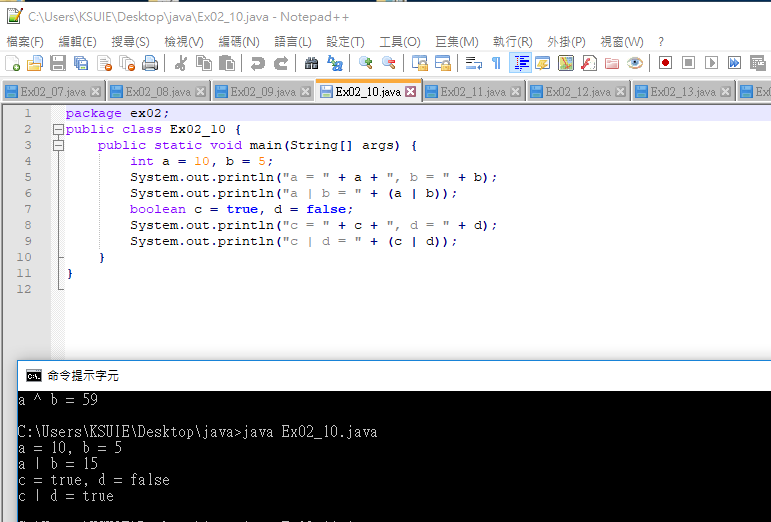 C:\Users\KSUIE\Desktop\java\Ex02_10.java - Notepad++
檔案(F) 編輯(E) 搜尋(S) 檢視(V) 編碼(N) 語言(L) 設定(T) 工具(O) 巨集(M) 執行(R) 外掛(P) 視窗(W) ?
Ex02_07.java Ex02_08.java Ex02_09.java Ex02_10.java Ex02_11.java Ex02_12.java Ex02_13.java Ex
1 package ex02;
2 public class Ex02_10 {
3 public static void main(String[] args) {
4 int a = 10, b = 5;
5 System.out.println("a = " + a + ", b = " + b);
6 System.out.println("a | b = " + (a | b));
7 boolean c = true, d = false;
8 System.out.println("c = " + c + ", d = " + d);
9 System.out.println("c | d = " + (c | d));
10 }
11 }
12
命令提示字元
a ^ b = 59
C:\Users\KSUIE\Desktop\java>java Ex02_10.java
a = 10, b = 5
a | b = 15
c = true, d = false
c | d = true